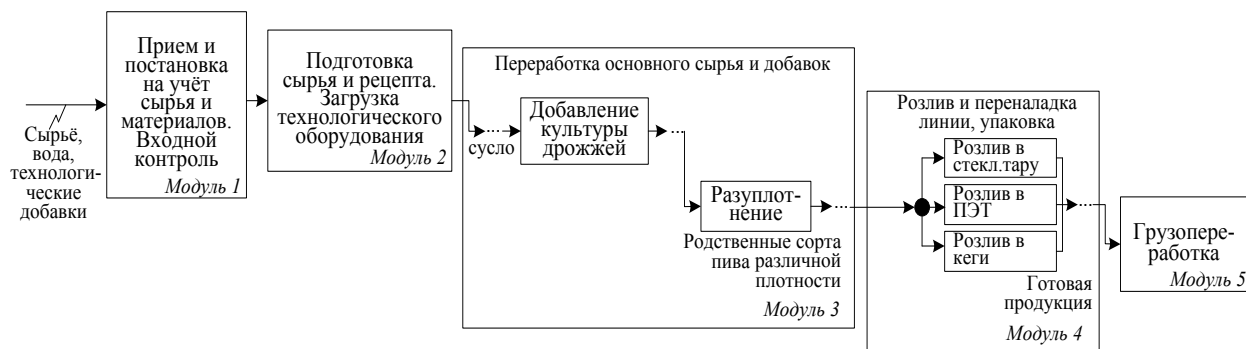 Сырьё,
вода,
технологи-
ческие
добавки
Прием и
постановка
на учёт
сырья и
материалов.
Входной
контроль
Модуль 1
Подготовка
сырья и рецепта.
Загрузка
технологического
оборудования
Модуль 2
Переработка основного сырья и добавок
сусло
Добавление
культуры
дрожжей
Разуплот-
нение
Родственные сорта
пива различной
плотности
Модуль 3
Розлив и переналадка
линии, упаковка
Розлив в
стекл.тару
Розлив в
ПЭТ
Розлив в
кеги
Готовая
продукция
Модуль 4
Грузопере-
работка
Модуль 5